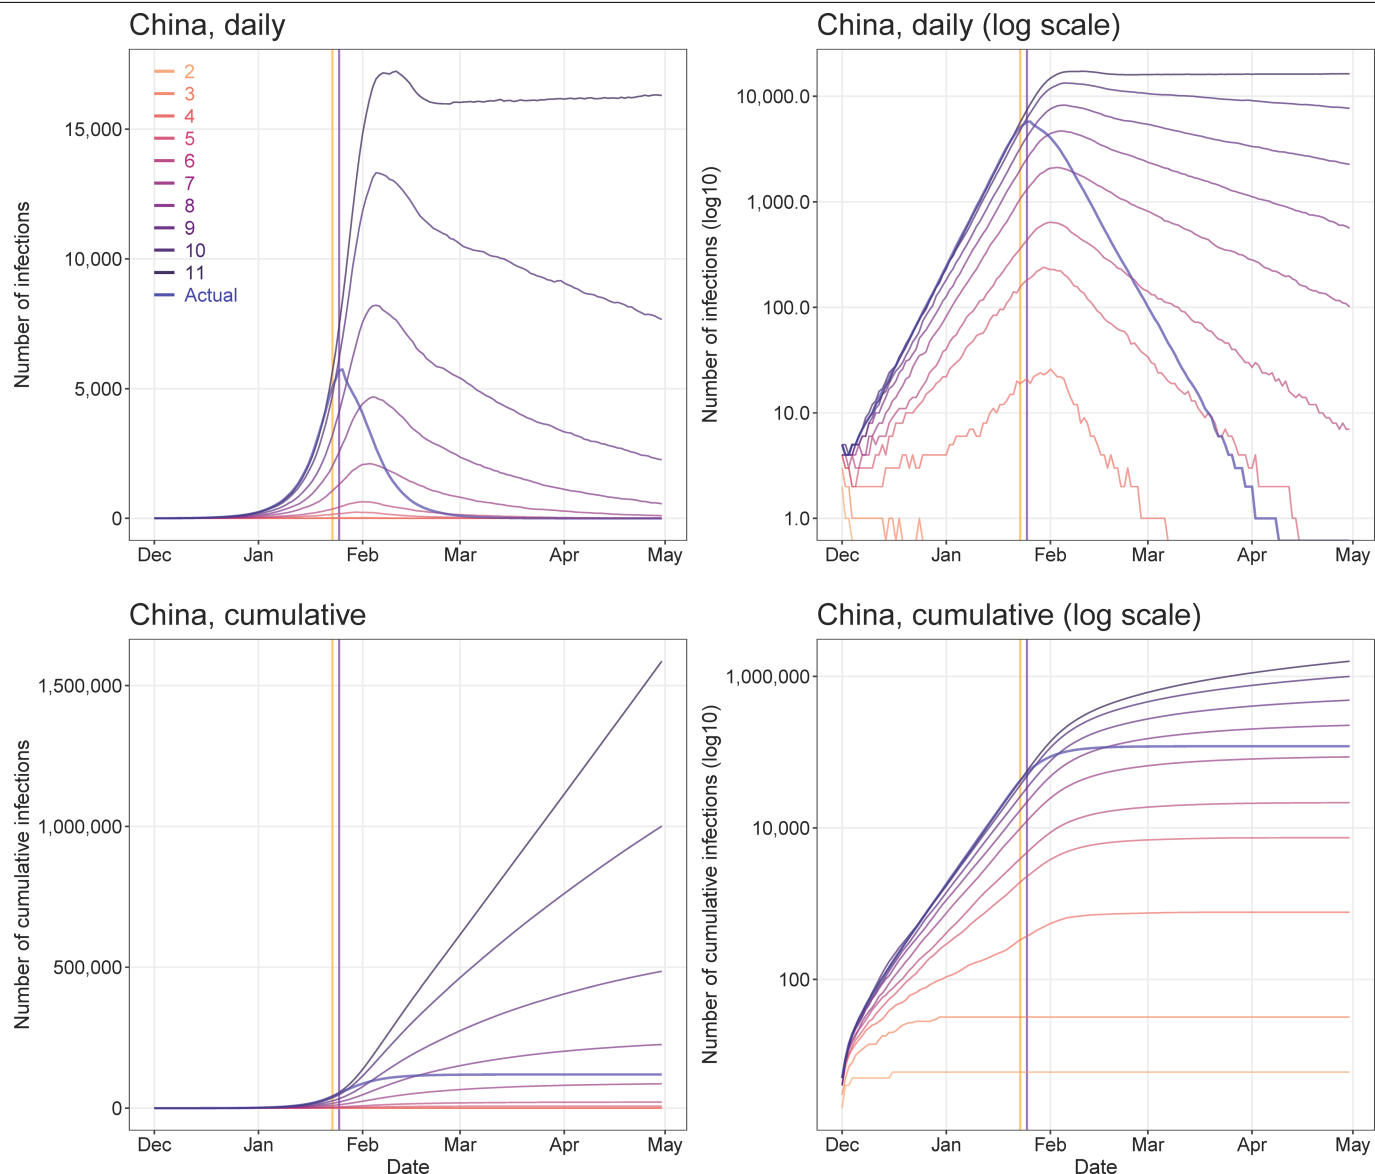 China, daily
Number of infections
15,000
10,000
5,000
0
2
3
4
5
6
7
8
9
10
11
Actual
Dec Jan Feb Mar Apr May
China, daily (log scale)
Number of infections (log10)
10,000.0
1,000.0
100.0
10.0
1.0
Dec Jan Feb Mar Apr May
China, cumulative
Number of cumulative infections
1,500,000
1,000,000
500,000
0
Dec Jan Feb Mar Apr May
Date
China, cumulative (log scale)
Number of cumulative infections (log10)
1,000,000
10,000
100
Dec Jan Feb Mar Apr May
Date